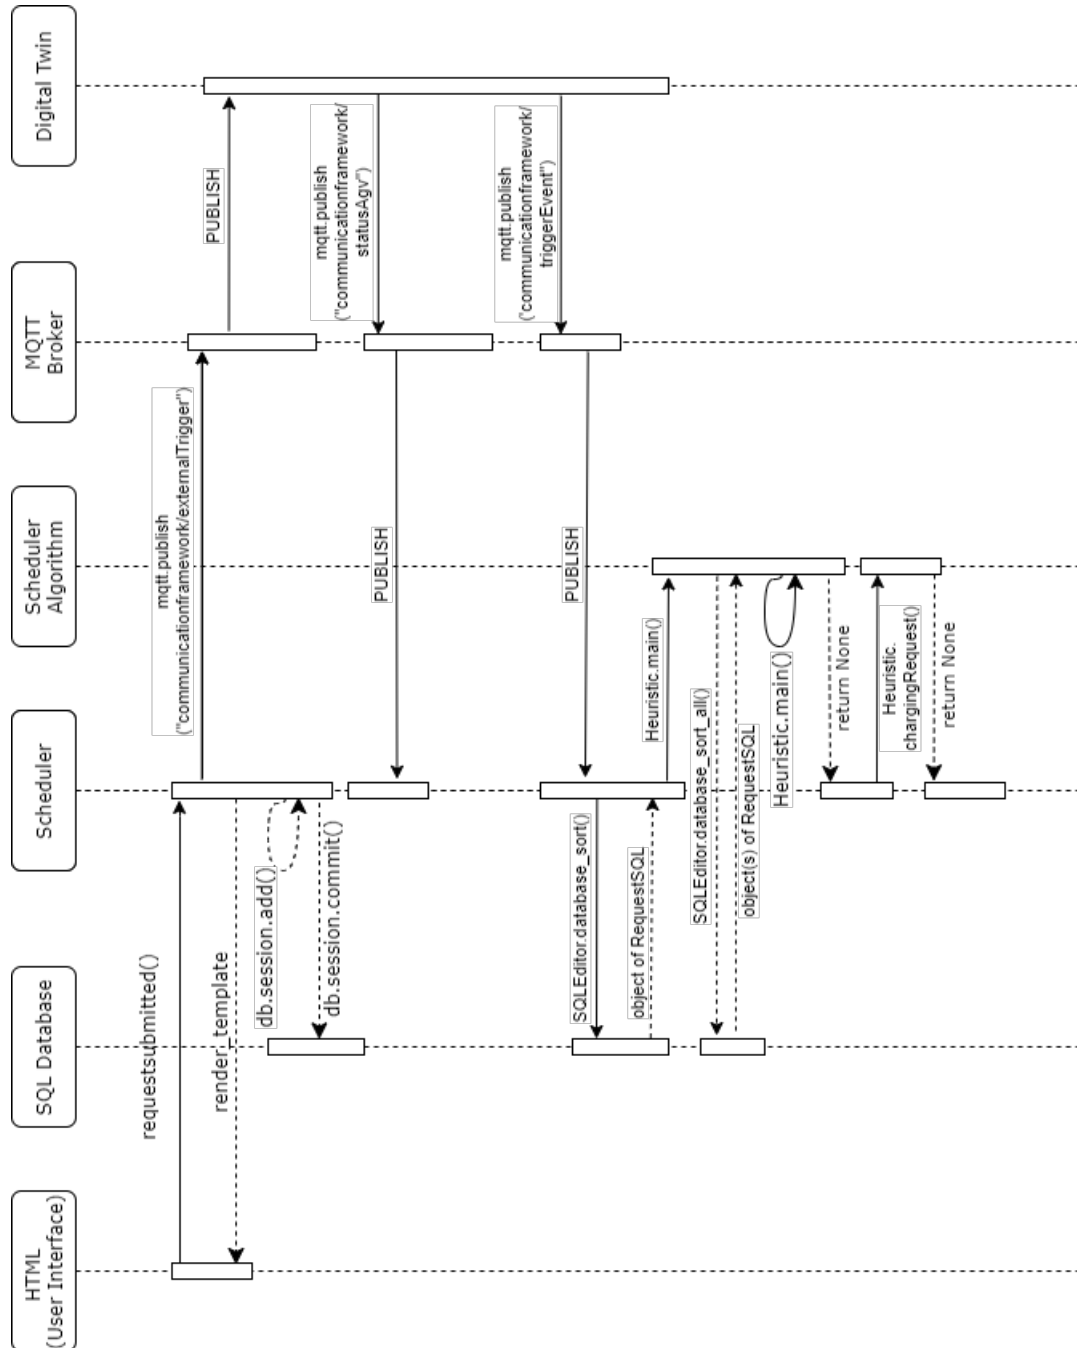 HTML
(User Interface)
SQL Database
Scheduler
Scheduler
Algorithm
MQTT
Broker
Digital Twin
requestsubmitted()
mqtt.publish
("communicationframework/externalTrigger")
PUBLISH
render_template
db.session.add()
db.session.commit()
mqtt.publish
("communicationframework/
statusAgv")
PUBLISH
mqtt.publish
('communicationframework/
triggerEvent")
PUBLISH
SQLEditor.database_sort()
object of RequestSQL
Heuristic.main()
SQLEditor.database_sort_all()
object(s) of RequestSQL
Heuristic.main()
return None
Heuristic.
chargingRequest()
return None